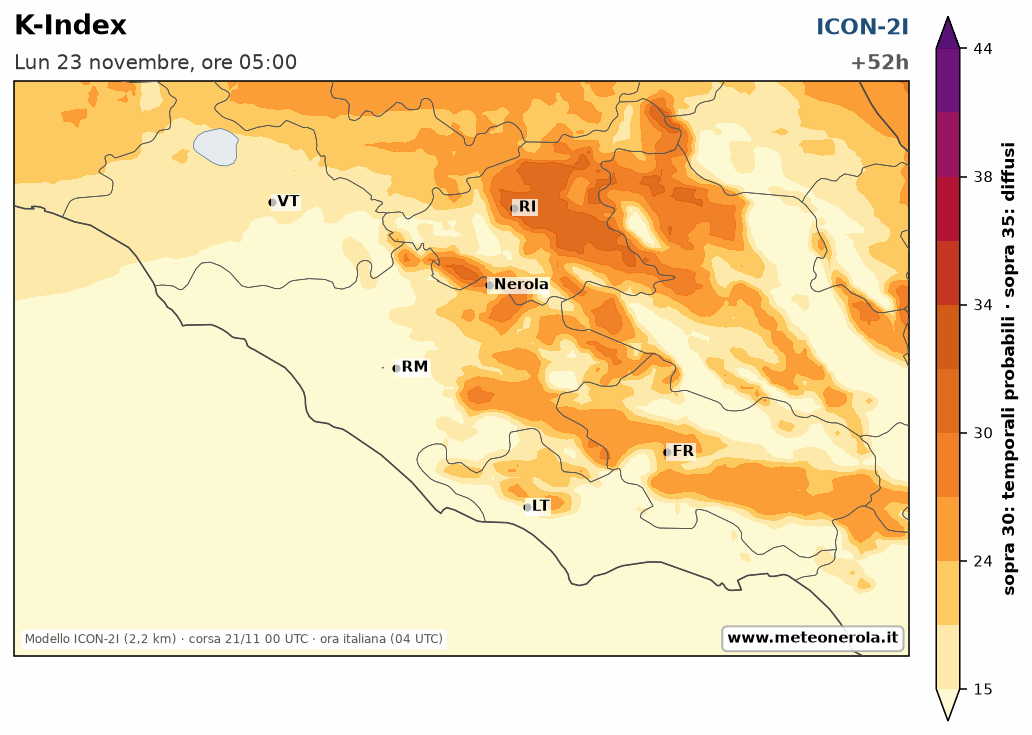 K-Index
ICON-2I
Lun 23 novembre, ore 05:00
+52h
VT
RI
Nerola
RM
FR
LT
Modello ICON-2I (2,2 km) · corsa 21/11 00 UTC · ora italiana (04 UTC)
www.meteonerola.it
44
38
34
30
24
15
sopra 30: temporali probabili · sopra 35: diffusi